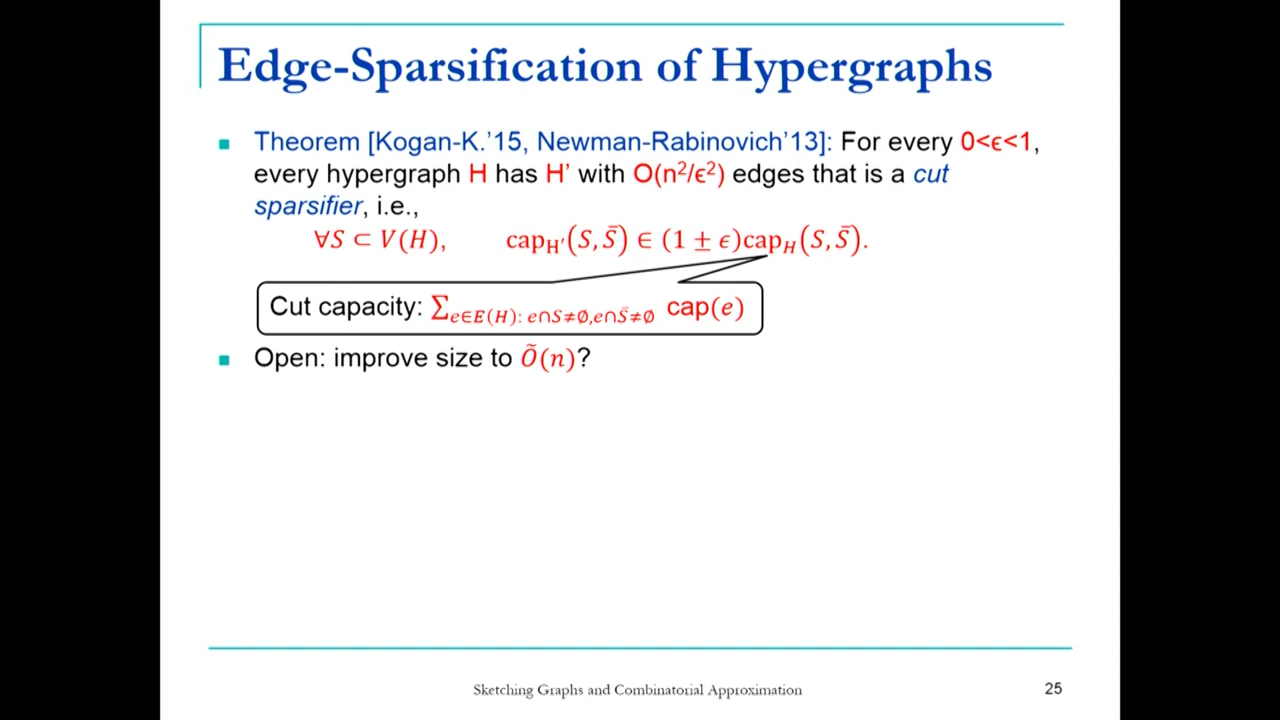 Edge-Sparsification of Hypergraphs
Theorem [Kogan-K.’15, Newman-Rabinovich’13]: For every 0<ϵ<1,
every hypergraph H has H’ with O(n²/ϵ²) edges that is a cut
sparsifier, i.e.,
∀S ⊂ V(H), cap_H′(S, S̄) ∈ (1 ± ϵ)cap_H(S, S̄).
Cut capacity: ∑_{e∈E(H): e∩S≠∅,e∩S̄≠∅} cap(e)
Open: improve size to Õ(n)?
Sketching Graphs and Combinatorial Approximation
25